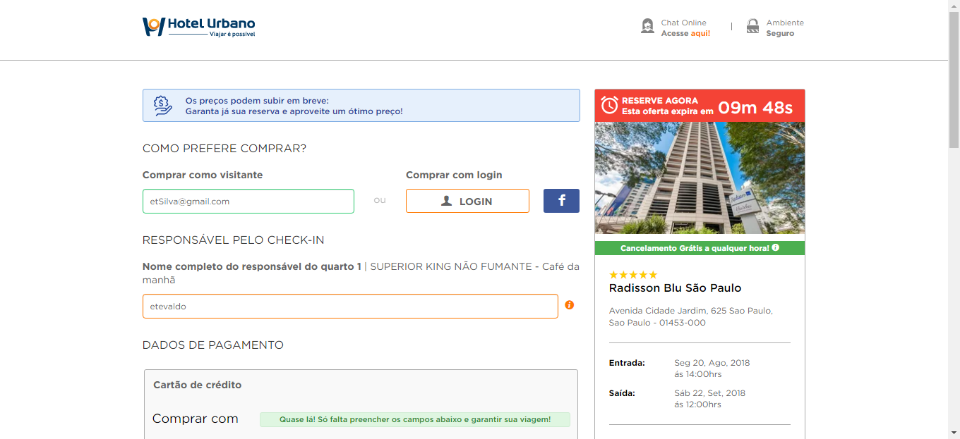 Hotel Urbano
Viajar é possível
Chat Online
Acesse aqui!
Ambiente
Seguro
Os preços podem subir em breve:
Garanta já sua reserva e aproveite um ótimo preço!
COMO PREFERE COMPRAR?
Comprar como visitante
etSilva@gmail.com
OU
Comprar com login
LOGIN
f
RESPONSÁVEL PELO CHECK-IN
Nome completo do responsável do quarto 1 | SUPERIOR KING NÃO FUMANTE - Café da
manhã
etevaldo
DADOS DE PAGAMENTO
Cartão de crédito
Comprar com
Quase lá! Só falta preencher os campos abaixo e garantir sua viagem!
RESERVE AGORA
Esta oferta expira em 09m 48s
Cancelamento Grátis a qualquer hora!
Radisson Blu São Paulo
Avenida Cidade Jardim, 625 Sao Paulo,
Sao Paulo - 01453-000
Entrada:
Seg 20, Ago, 2018
ás 14:00hrs
Saída:
Sáb 22, Set, 2018
ás 12:00hrs